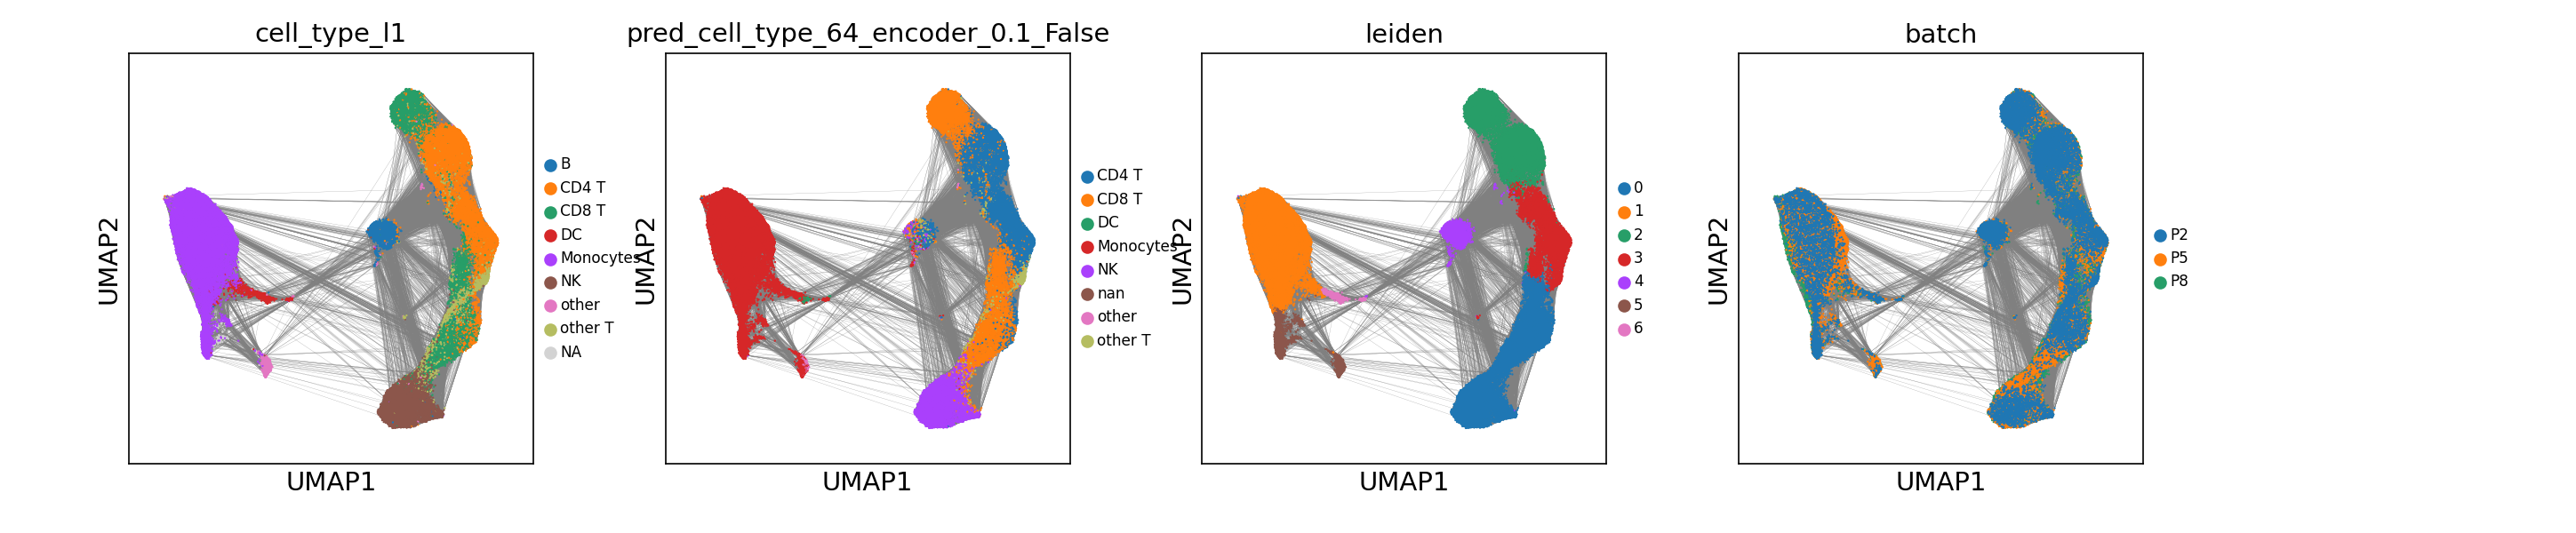 cell_type_l1
UMAP2
UMAP1
B
CD4 T
CD8 T
DC
Monocytes
NK
other
other T
NA
pred_cell_type_64_encoder_0.1_False
UMAP2
UMAP1
CD4 T
CD8 T
DC
Monocytes
NK
nan
other
other T
leiden
UMAP2
UMAP1
0
1
2
3
4
5
6
batch
UMAP2
UMAP1
P2
P5
P8